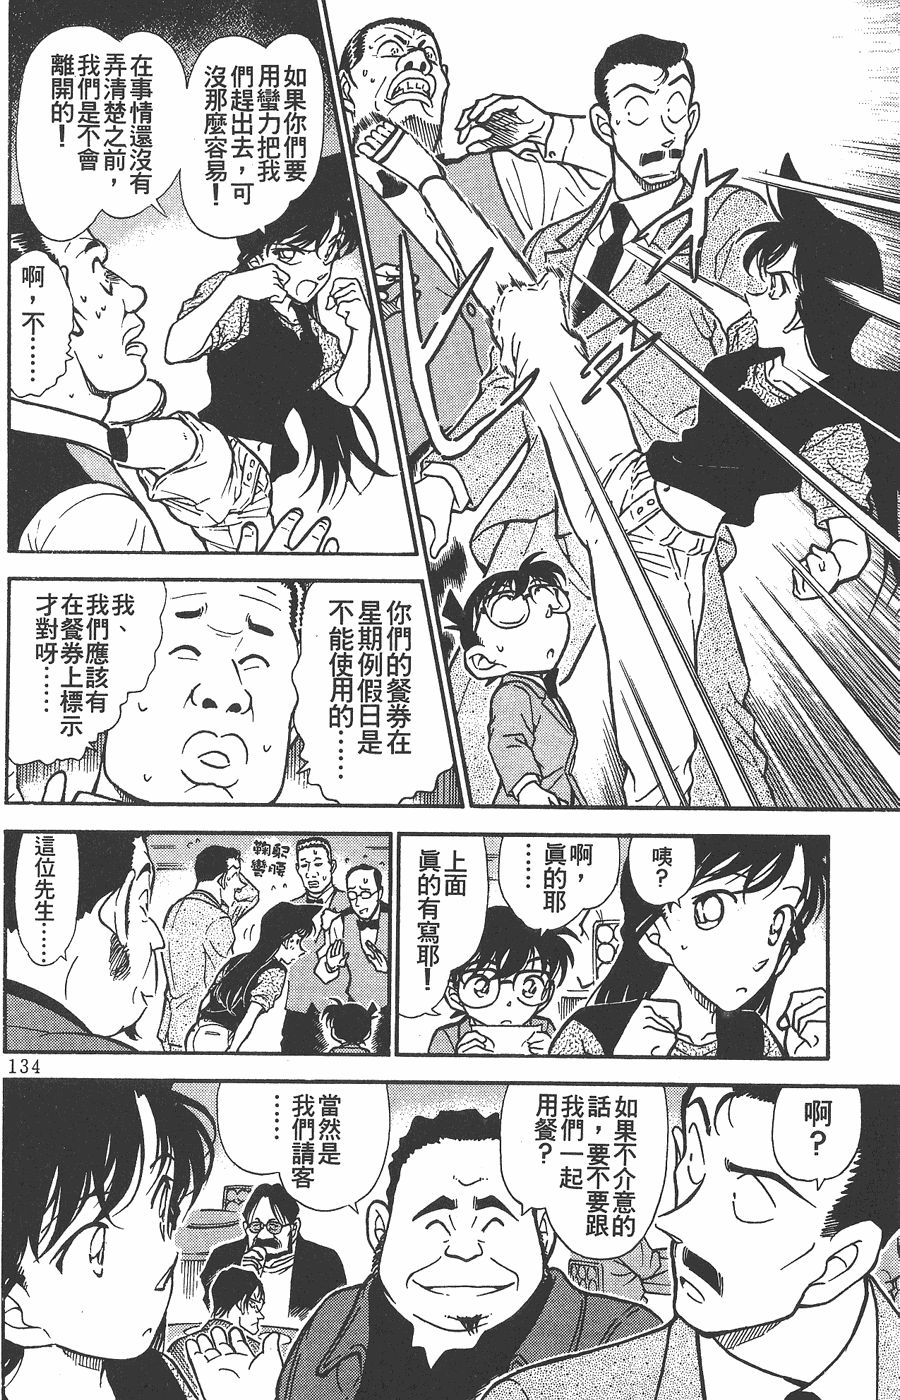 如果你們要
用蠻力把我
們趕出去，可
沒那麼容易！
在事情還沒有
弄清楚之前，
我們是不會
離開的！
啊，不……
你們的餐券在
星期例假日是
不能使用的……
我、
我們應該有
在餐券上標示
才對呀……
咦？
啊，
真的耶
……
上面
真的有寫耶！
鞠躬
彎腰
這位先生……
134
啊？
如果不介意的
話，要不要跟
我們一起
用餐？
當然是
我們請客
……